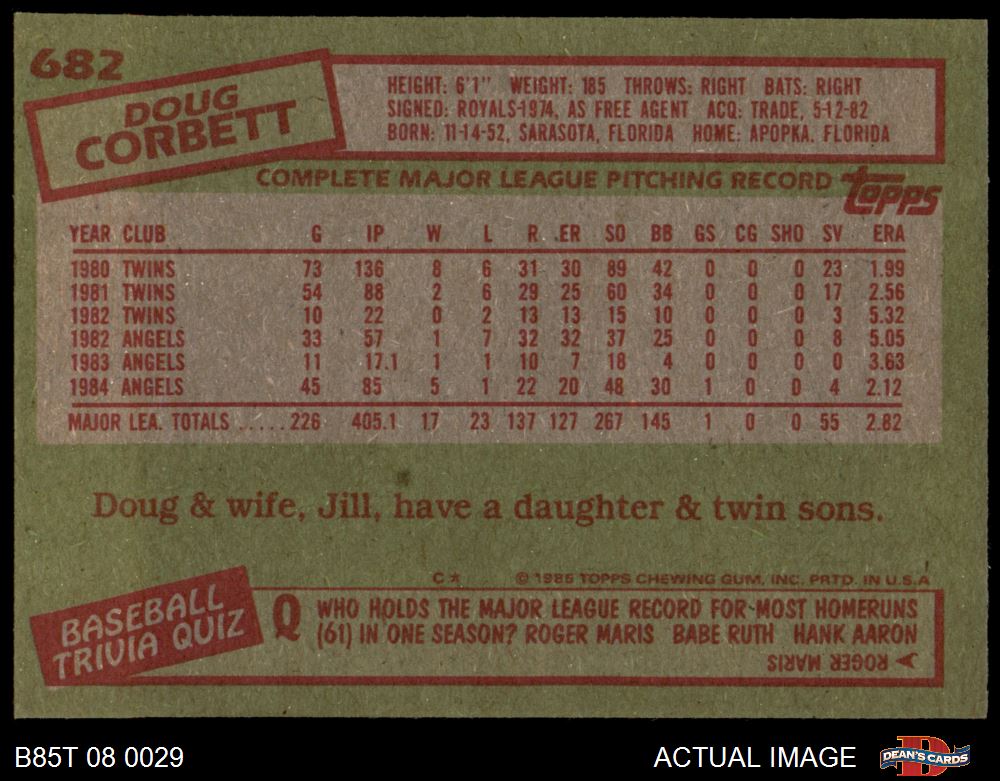 682
DOUG
CORBETT
HEIGHT: 6'1" WEIGHT: 185 THROWS: RIGHT BATS: RIGHT
SIGNED: ROYALS-1974, AS FREE AGENT ACQ: TRADE, 5-12-82
BORN: 11-14-52, SARASOTA, FLORIDA HOME: APOPKA, FLORIDA
COMPLETE MAJOR LEAGUE PITCHING RECORD topps
YEAR CLUB G IP W L R ER SO BB GS CG SHO SV ERA
1980 TWINS 73 136 8 6 31 30 89 42 0 0 0 23 1.99
1981 TWINS 54 88 2 6 29 25 60 34 0 0 0 17 2.56
1982 TWINS 10 22 0 2 13 13 15 10 0 0 0 3 5.32
1982 ANGELS 33 57 1 7 32 32 37 25 0 0 0 8 5.05
1983 ANGELS 11 17.1 1 1 10 7 18 4 0 0 0 0 3.63
1984 ANGELS 45 85 5 1 22 20 48 30 1 0 0 4 2.12
MAJOR LEA. TOTALS .....226 405.1 17 23 137 127 267 145 1 0 0 55 2.82
Doug & wife, Jill, have a daughter & twin sons.
C* © 1985 TOPPS CHEWING GUM, INC. PRTD. IN U.S.A
BASEBALL
TRIVIA QUIZ
Q WHO HOLDS THE MAJOR LEAGUE RECORD FOR MOST HOMERUNS
(61) IN ONE SEASON? ROGER MARIS BABE RUTH HANK AARON
ROGER MARIS
B85T 08 0029
ACTUAL IMAGE
DEAN'S CARDS